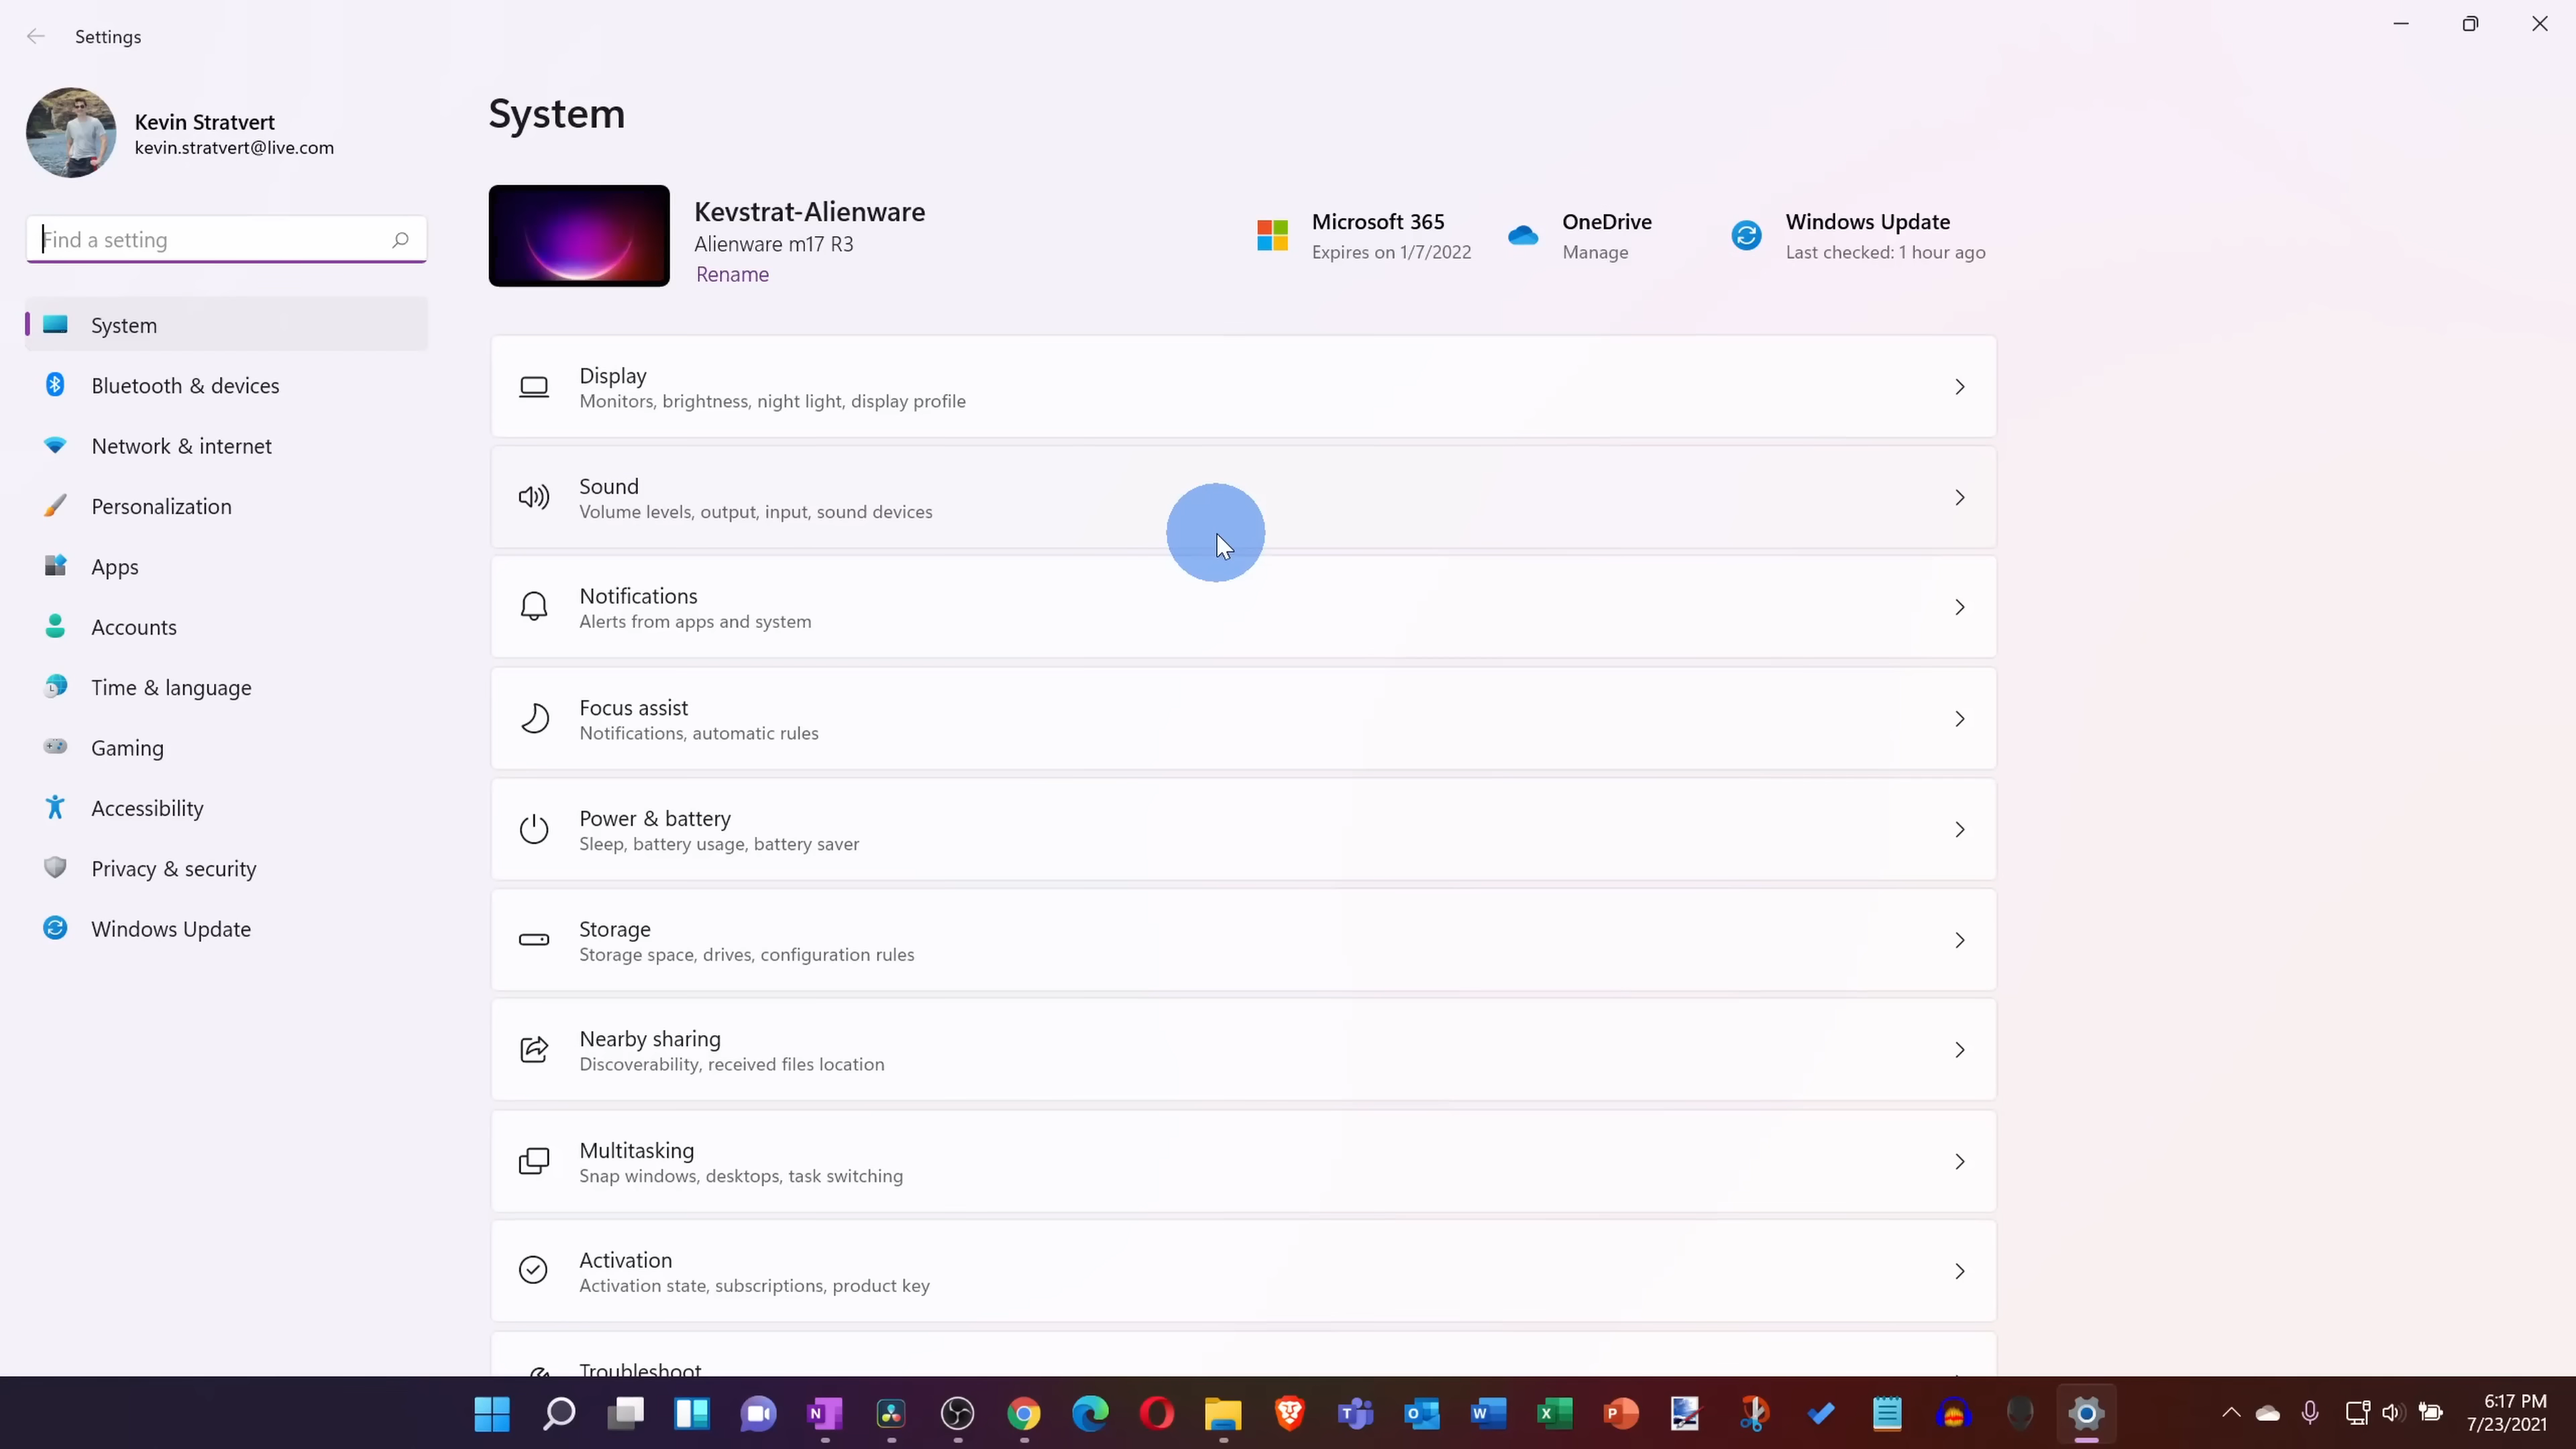 Settings
Kevin Stratvert
kevin.stratvert@live.com
Find a setting
System
Bluetooth & devices
Network & internet
Personalization
Apps
Accounts
Time & language
Gaming
Accessibility
Privacy & security
Windows Update
System
Kevstrat-Alienware
Alienware m17 R3
Rename
Microsoft 365
Expires on 1/7/2022
OneDrive
Manage
Windows Update
Last checked: 1 hour ago
Display
Monitors, brightness, night light, display profile
Sound
Volume levels, output, input, sound devices
Notifications
Alerts from apps and system
Focus assist
Notifications, automatic rules
Power & battery
Sleep, battery usage, battery saver
Storage
Storage space, drives, configuration rules
Nearby sharing
Discoverability, received files location
Multitasking
Snap windows, desktops, task switching
Activation
Activation state, subscriptions, product key
Troubleshoot
6:17 PM
7/23/2021